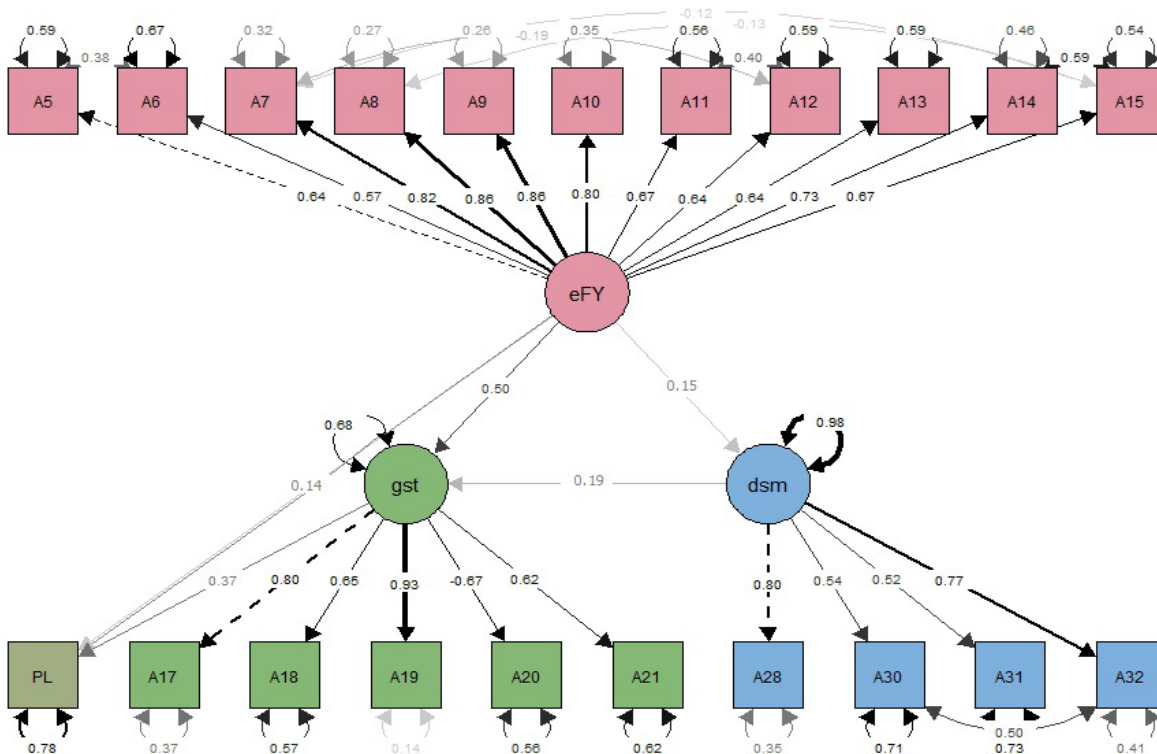 -0.12
-0.13
0.59 0.67 0.32 0.27 0.26 -0.19 0.35 0.56 0.59 0.59 0.46 0.54
0.38 0.40 0.59
A5 A6 A7 A8 A9 A10 A11 A12 A13 A14 A15
0.64 0.57 0.82 0.86 0.86 0.80 0.67 0.64 0.64 0.73 0.67
eFY
0.50 0.15
0.68 0.98
gst 0.19 dsm
0.14
0.37 0.80 0.65 0.93 -0.67 0.62 0.80 0.54 0.52 0.77
PL A17 A18 A19 A20 A21 A28 A30 A31 A32
0.50
0.78 0.37 0.57 0.14 0.56 0.62 0.35 0.71 0.73 0.41